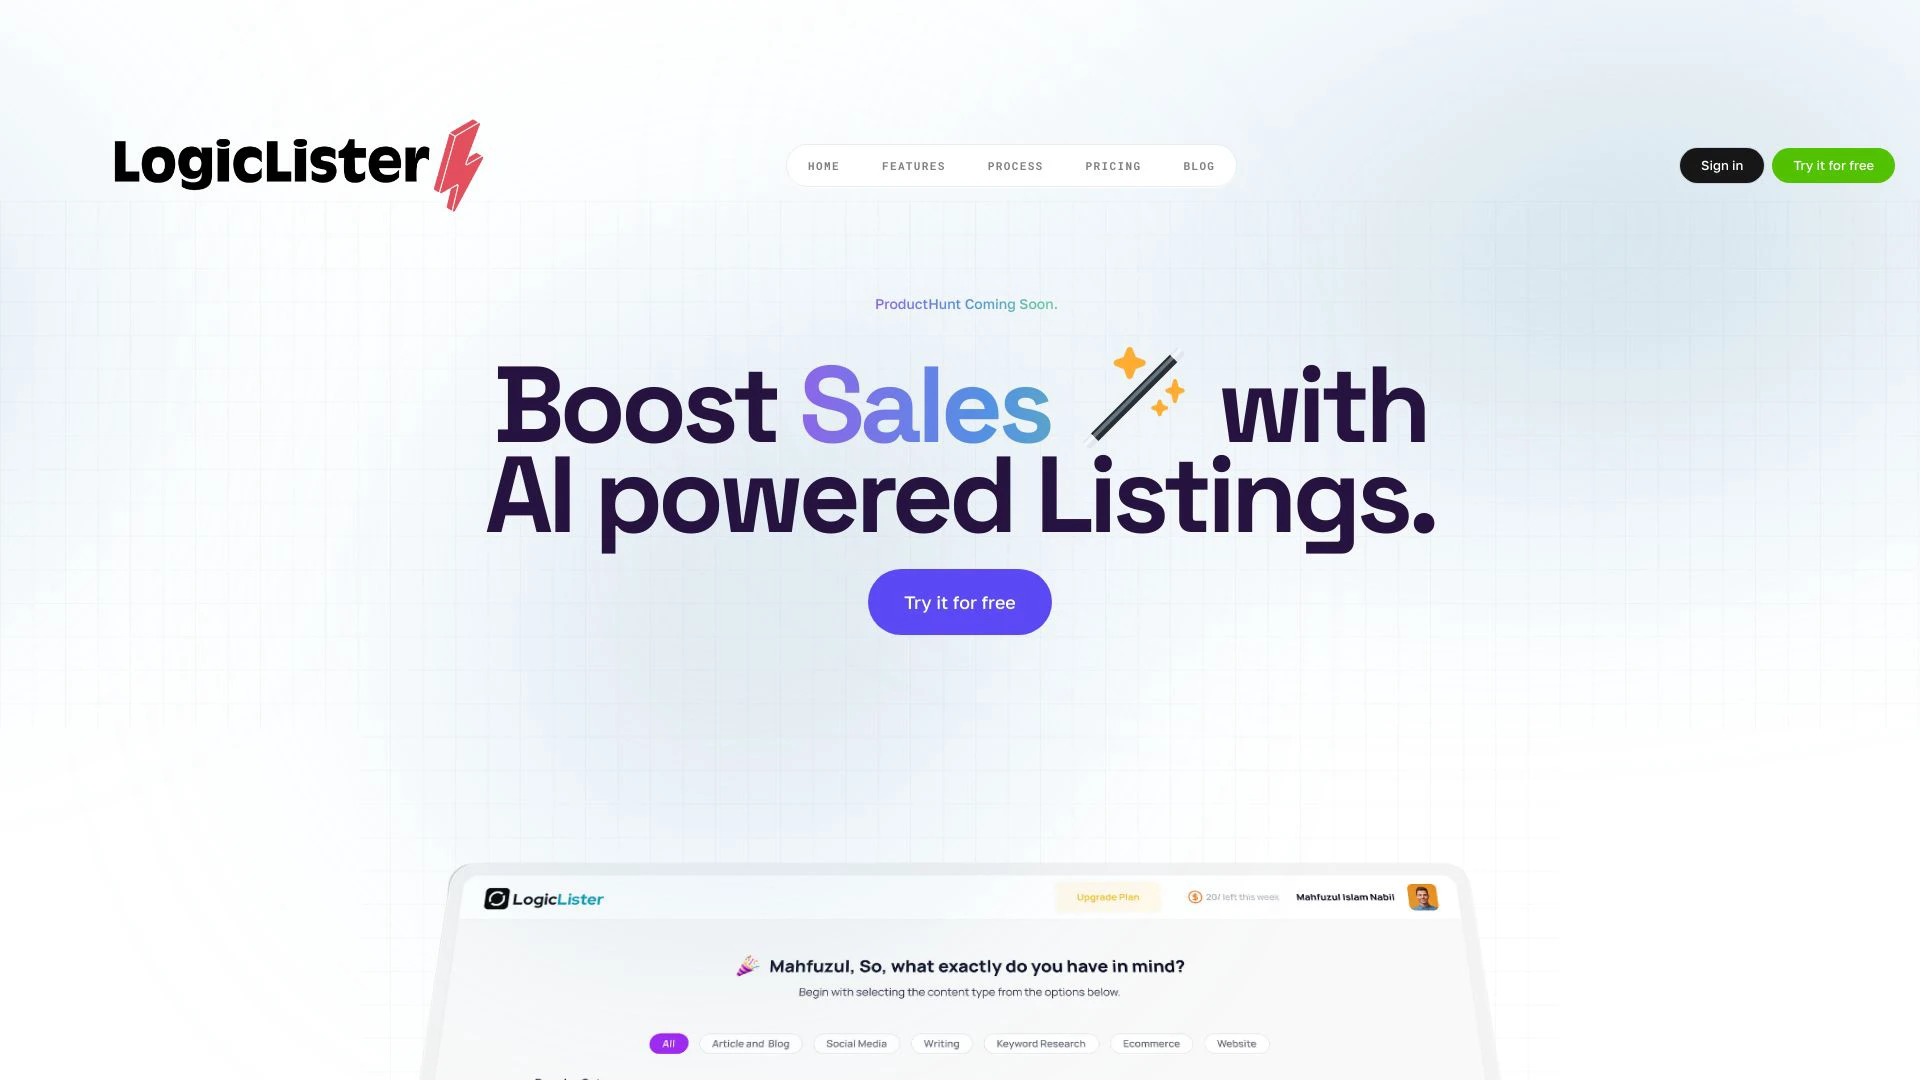 LogicLister
HOME FEATURES PROCESS PRICING BLOG
Sign in Try it for free
ProductHunt Coming Soon.
Boost Sales with
AI powered Listings.
Try it for free
LogicLister
Upgrade Plan
left this week
Mahfuzul islam Nabil
Mahfuzul, So, what exactly do you have in mind?
Begin with selecting the content type from the options below.
All Article and Blog Social Media Writing Keyword Research Ecommerce Website